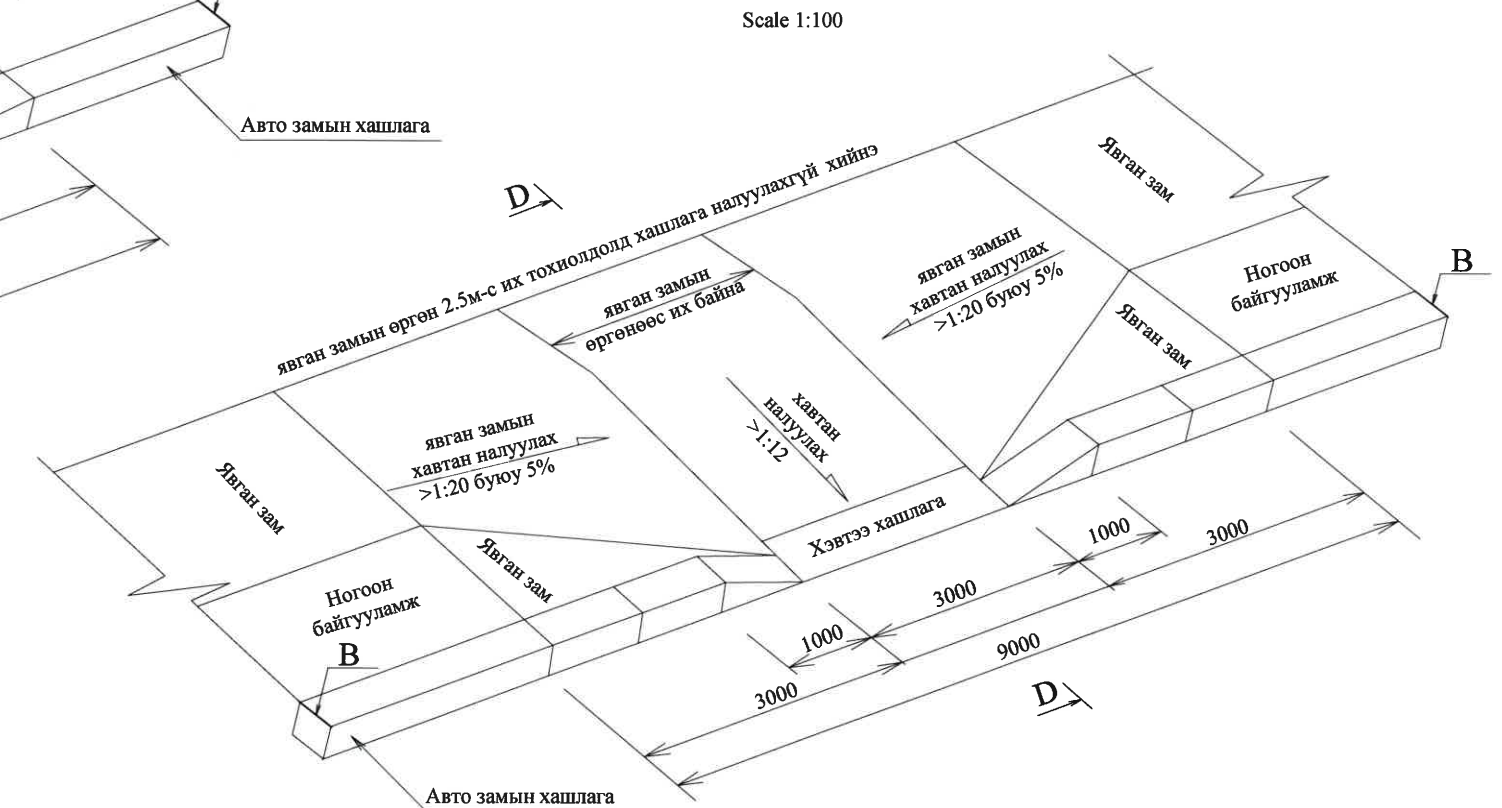 Scale 1:100
Авто замын хашлага
D
явган замын өргөн 2.5м-с их тохиолдолд хашлага налуулахгүй хийнэ
Явган зам
явган замын
хавтан налуулах
>1:20 буюу 5%
Ногоон
байгууламж
B
явган замын
өргөнөөс их байна
Явган зам
хавтан
налуулах
>1:12
явган замын
хавтан налуулах
>1:20 буюу 5%
Явган зам
Хэвтээ хашлага
Явган зам
Ногоон
байгууламж
B
1000
3000
3000
1000
9000
3000
D
Авто замын хашлага